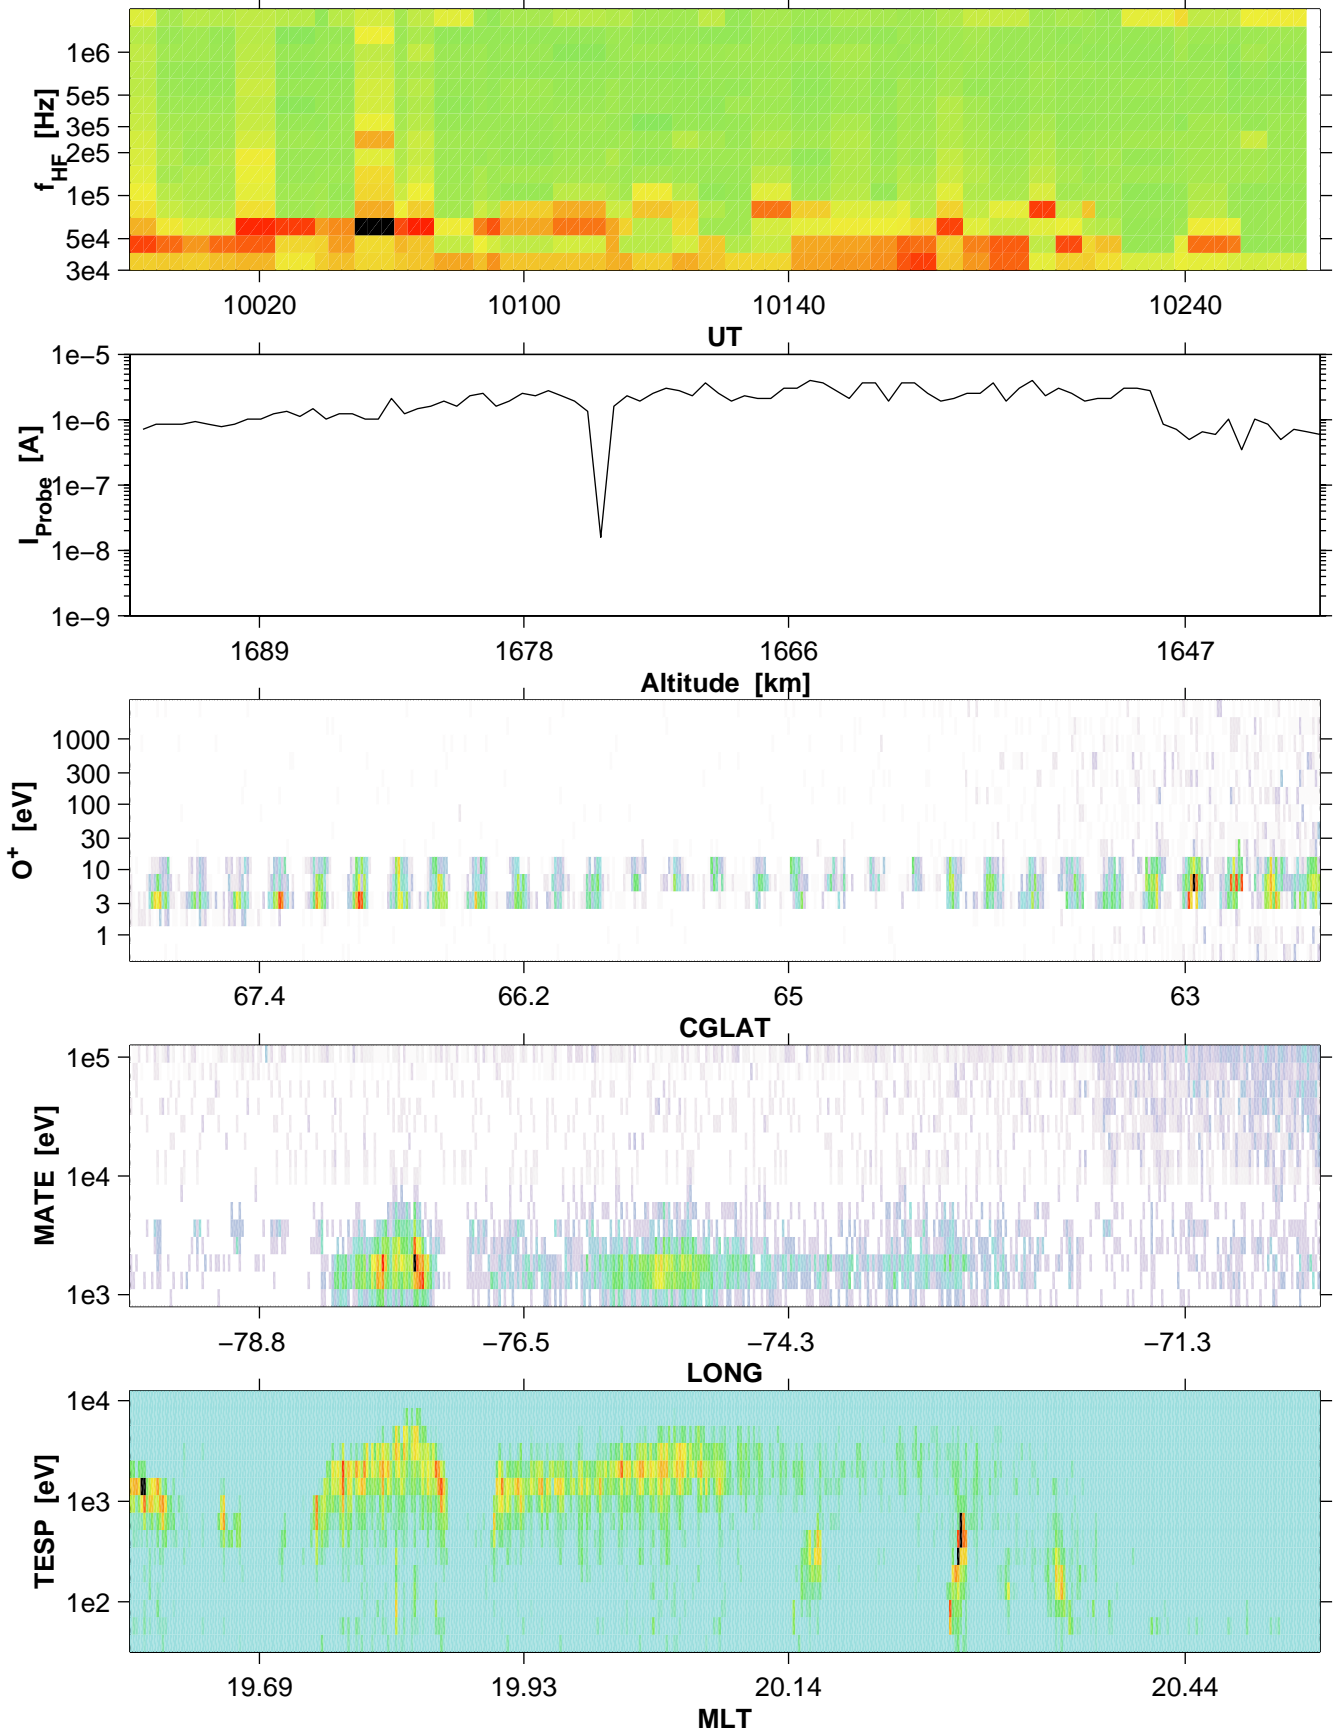 1e6
5e5
3e5
2e5
1e5
5e4
3e4
f_HF [Hz]
10020 10100 10140 10240
UT
1e−5
1e−6
1e−7
1e−8
1e−9
I_Probe [A]
1689 1678 1666 1647
Altitude [km]
1000
300
100
30
10
3
1
O⁺ [eV]
67.4 66.2 65 63
CGLAT
1e5
1e4
1e3
MATE [eV]
−78.8 −76.5 −74.3 −71.3
LONG
1e4
1e3
1e2
TESP [eV]
19.69 19.93 20.14 20.44
MLT